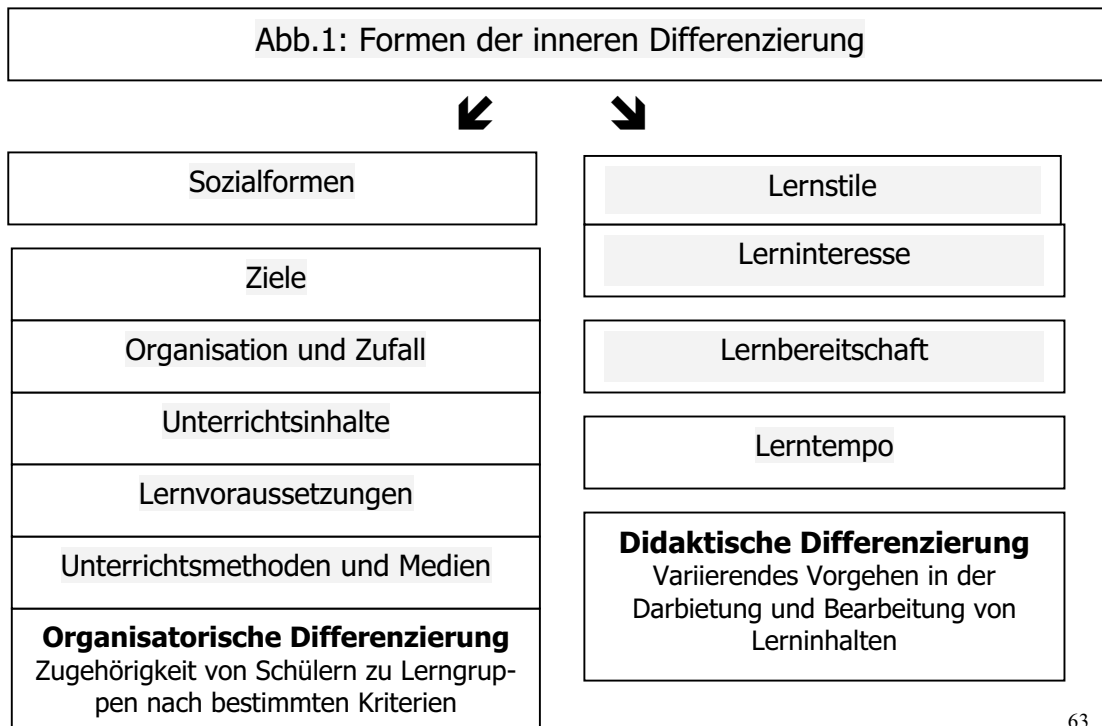 Abb.1: Formen der inneren Differenzierung
Sozialformen
Ziele
Organisation und Zufall
Unterrichtsinhalte
Lernvoraussetzungen
Unterrichtsmethoden und Medien
Organisatorische Differenzierung
Zugehörigkeit von Schülern zu Lerngrup-
pen nach bestimmten Kriterien
Lernstile
Lerninteresse
Lernbereitschaft
Lerntempo
Didaktische Differenzierung
Variierendes Vorgehen in der
Darbietung und Bearbeitung von
Lerninhalten
63